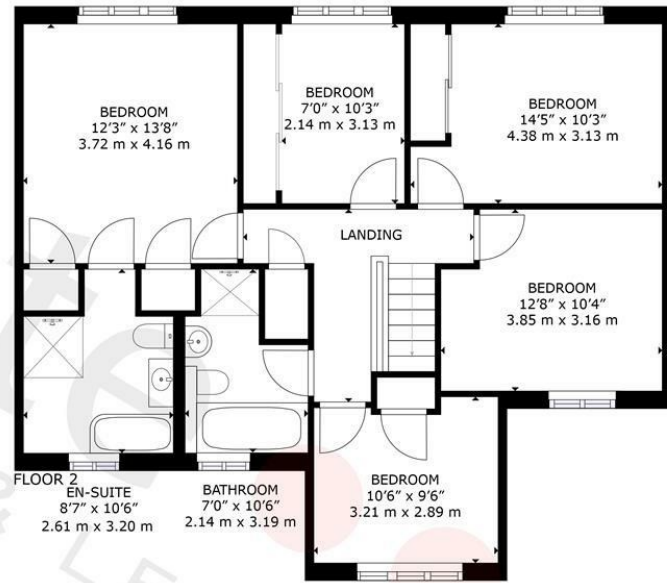 BEDROOM
12'3" x 13'8"
3.72 m x 4.16 m
BEDROOM
7'0" x 10'3"
2.14 m x 3.13 m
BEDROOM
14'5" x 10'3"
4.38 m x 3.13 m
LANDING
BEDROOM
12'8" x 10'4"
3.85 m x 3.16 m
FLOOR 2
EN-SUITE
8'7" x 10'6"
2.61 m x 3.20 m
BATHROOM
7'0" x 10'6"
2.14 m x 3.19 m
BEDROOM
10'6" x 9'6"
3.21 m x 2.89 m